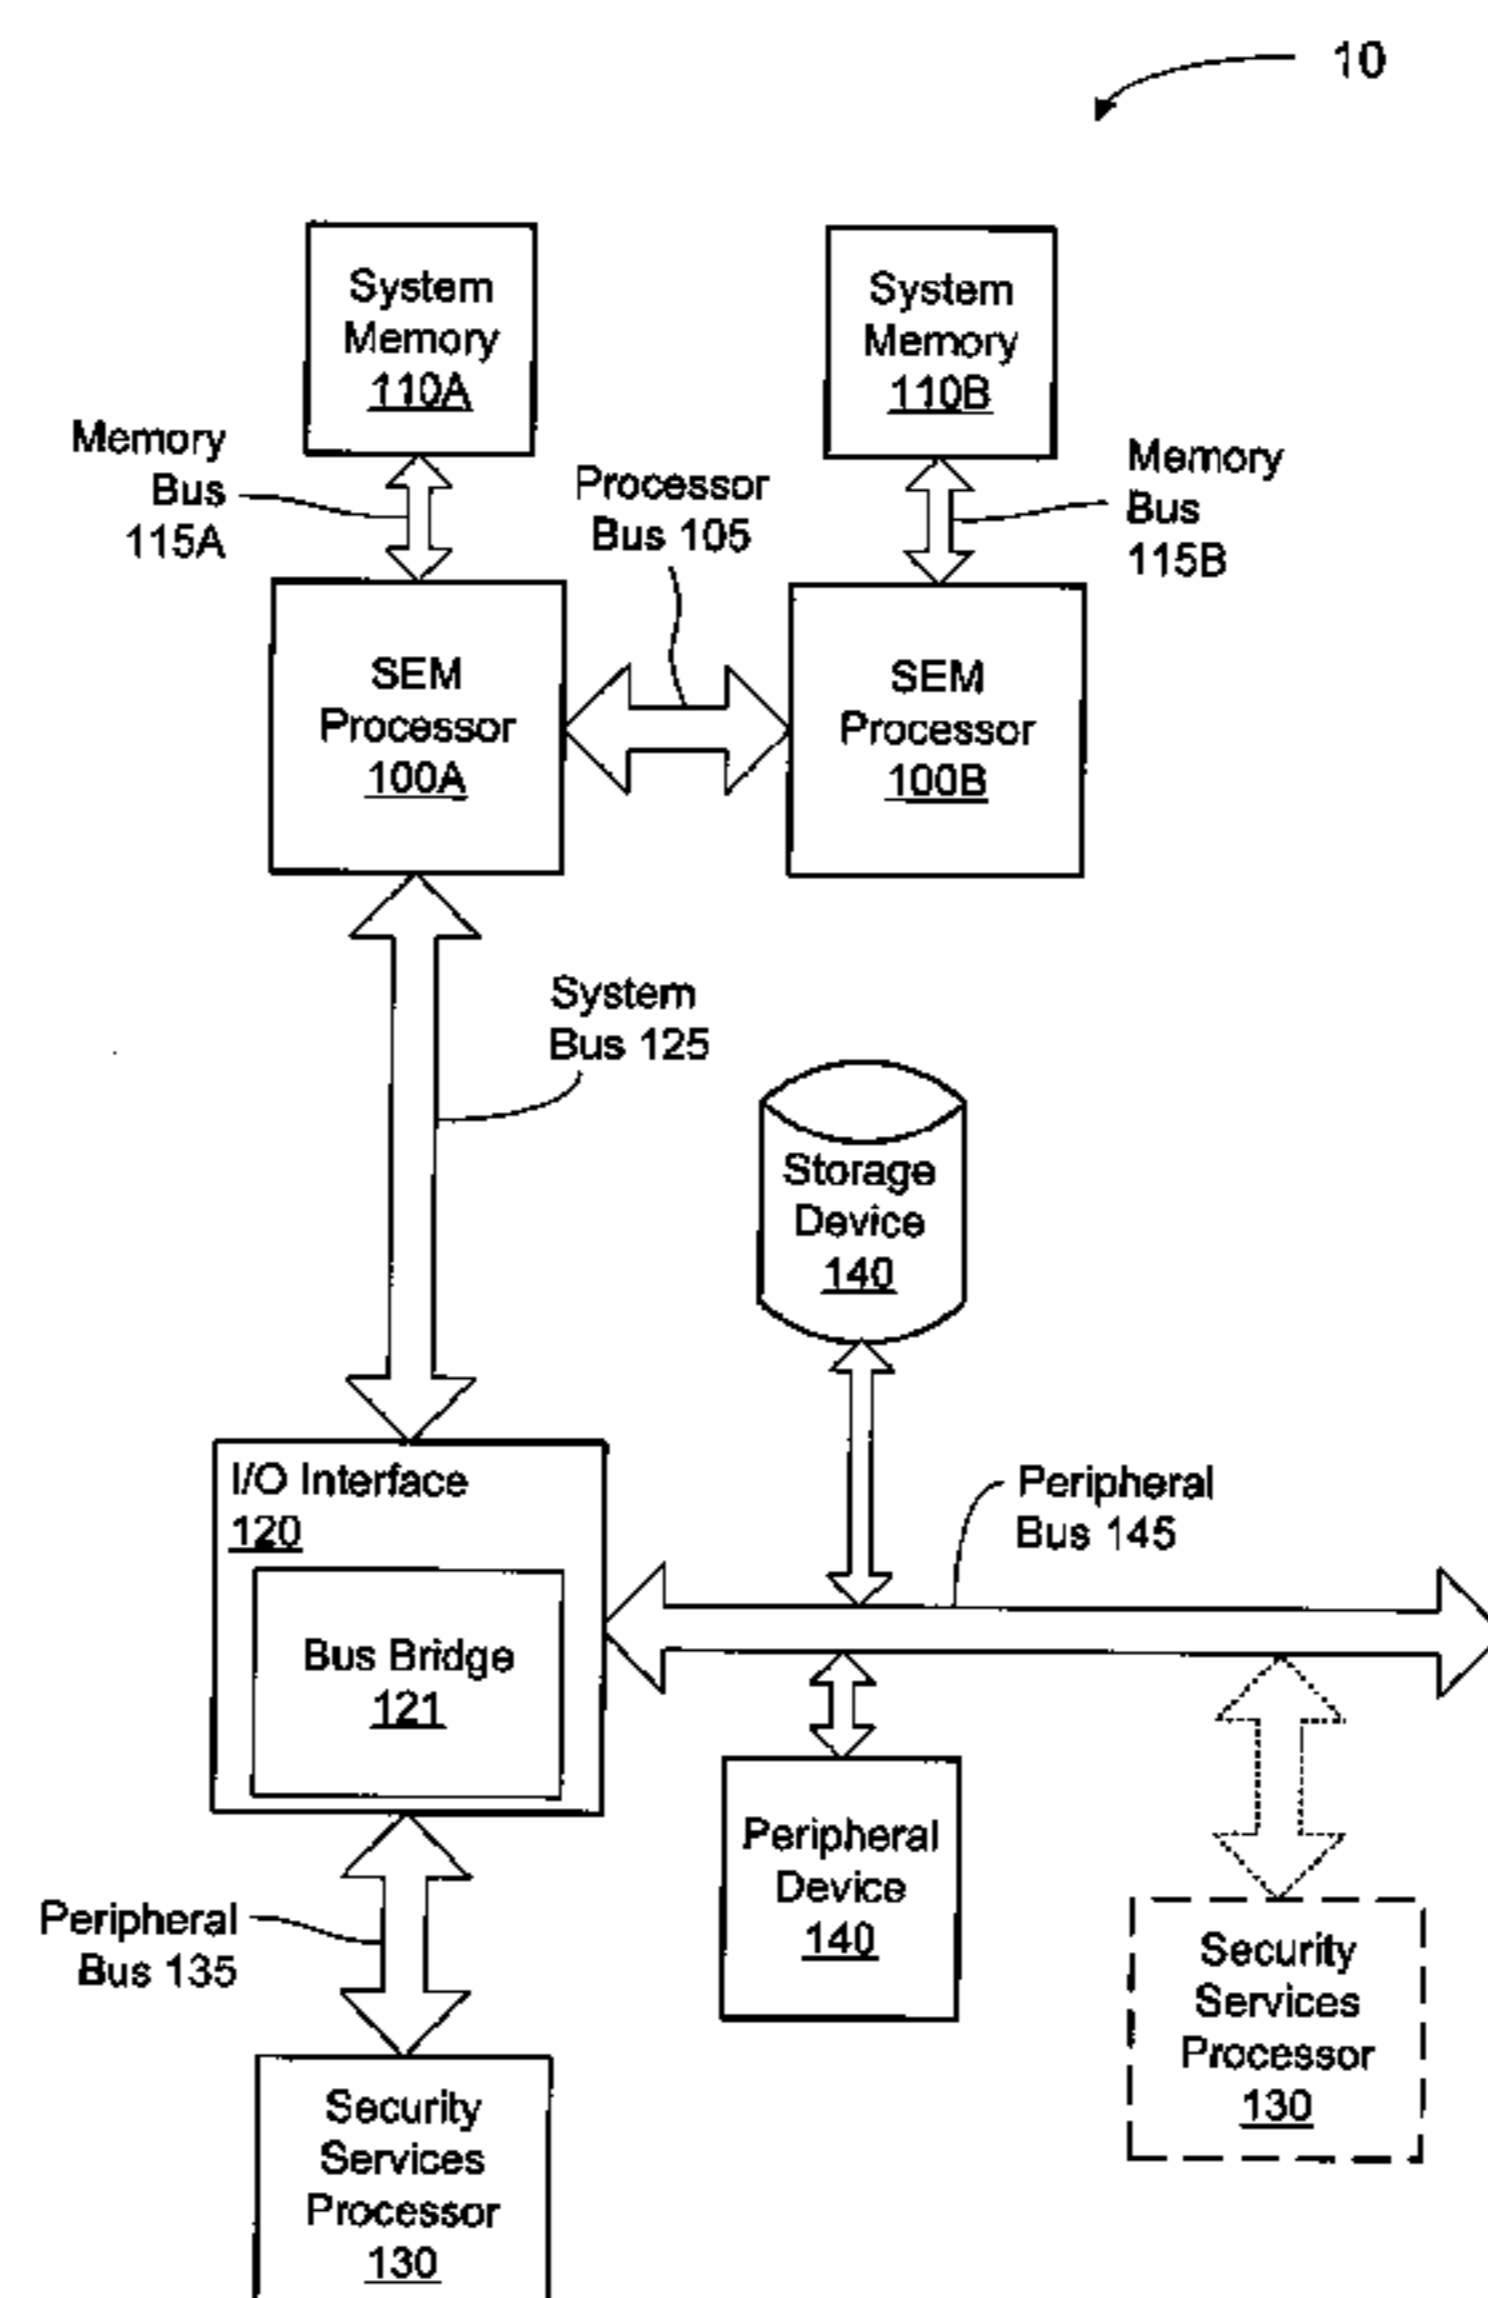 10
System
Memory
110A
System
Memory
110B
Memory
Bus
115A
Processor
Bus 105
Memory
Bus
115B
SEM
Processor
100A
SEM
Processor
100B
System
Bus 125
Storage
Device
140
I/O Interface
120
Bus Bridge
121
Peripheral
Bus 145
Peripheral
Device
140
Peripheral
Bus 135
Security
Services
Processor
130
Security
Services
Processor
130